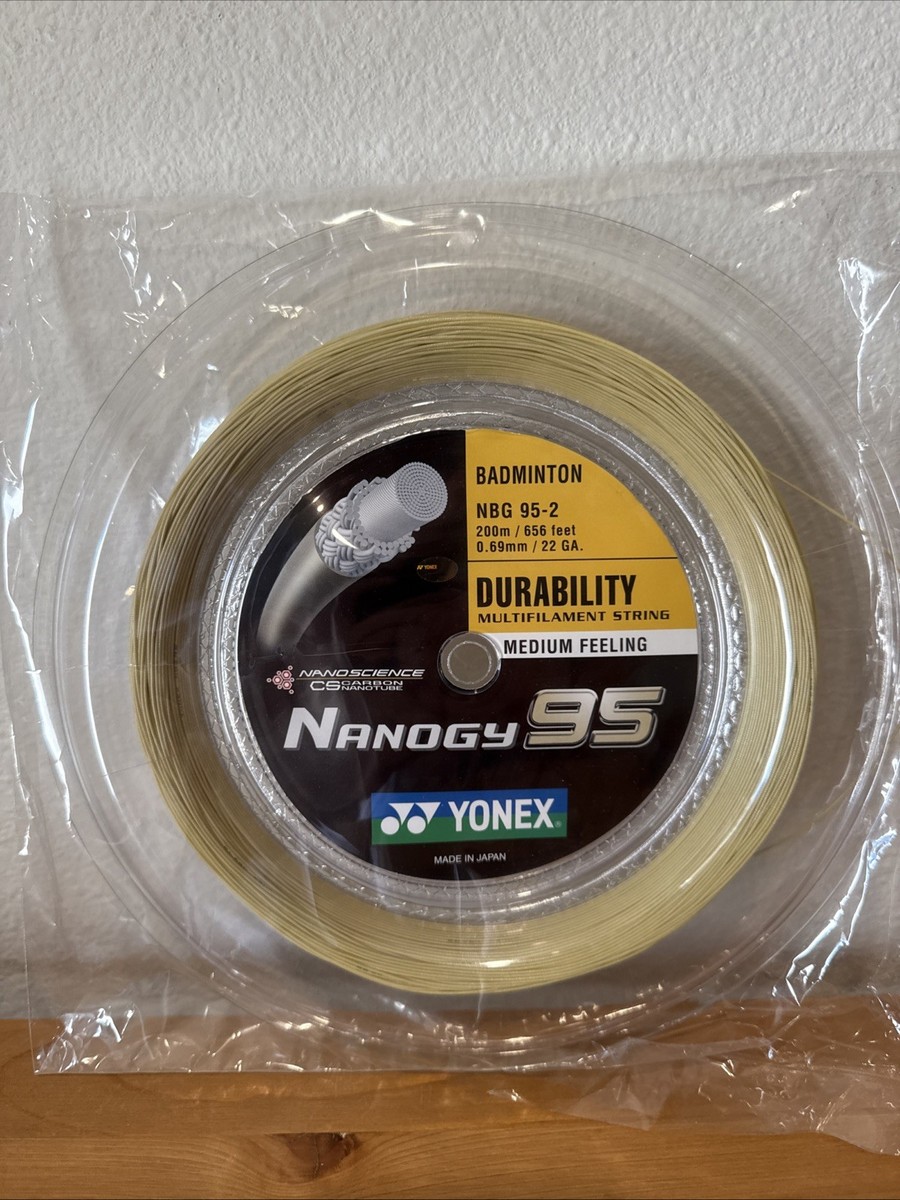 BADMINTON
NBG 95-2
200m / 656 feet
0.69mm / 22 GA.
YONEX
DURABILITY
MULTIFILAMENT STRING
MEDIUM FEELING
NANOSCIENCE
CS CARBON
NANOTUBE
NANOGY 95
YONEX®
MADE IN JAPAN